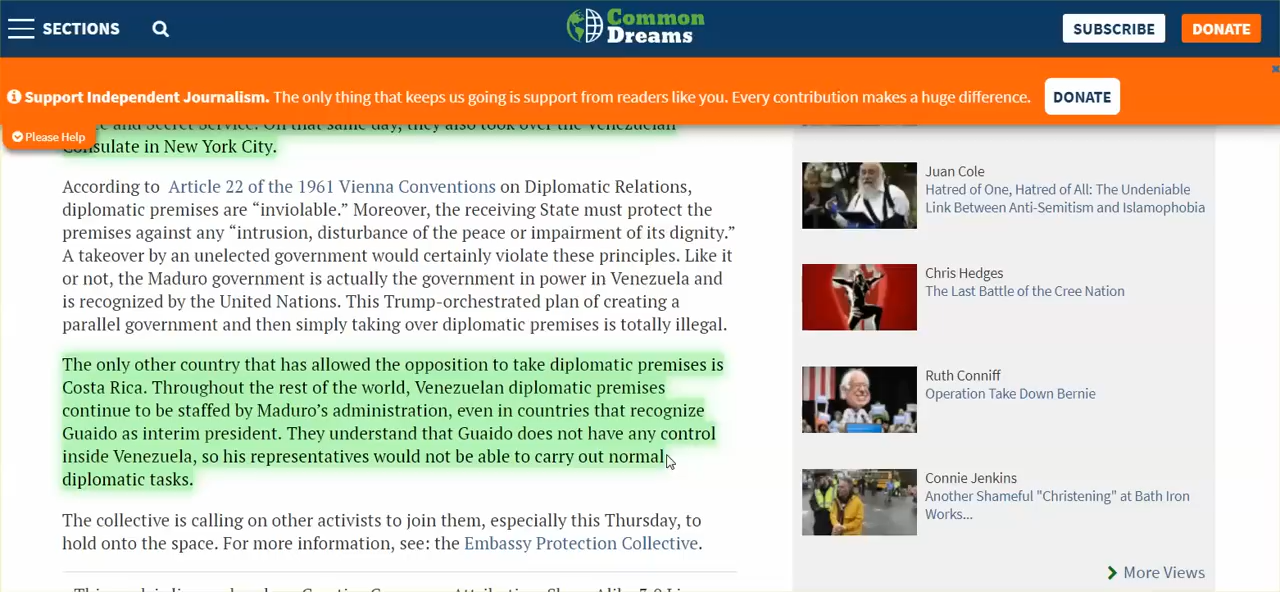 SECTIONS
Common
Dreams
SUBSCRIBE
DONATE
Support Independent Journalism. The only thing that keeps us going is support from readers like you. Every contribution makes a huge difference.
DONATE
Please Help
and Secret Service. On that same day, they also took over the Venezuelan
Consulate in New York City.
According to Article 22 of the 1961 Vienna Conventions on Diplomatic Relations,
diplomatic premises are “inviolable.” Moreover, the receiving State must protect the
premises against any “intrusion, disturbance of the peace or impairment of its dignity.”
A takeover by an unelected government would certainly violate these principles. Like it
or not, the Maduro government is actually the government in power in Venezuela and
is recognized by the United Nations. This Trump-orchestrated plan of creating a
parallel government and then simply taking over diplomatic premises is totally illegal.
The only other country that has allowed the opposition to take diplomatic premises is
Costa Rica. Throughout the rest of the world, Venezuelan diplomatic premises
continue to be staffed by Maduro’s administration, even in countries that recognize
Guaido as interim president. They understand that Guaido does not have any control
inside Venezuela, so his representatives would not be able to carry out normal
diplomatic tasks.
The collective is calling on other activists to join them, especially this Thursday, to
hold onto the space. For more information, see: the Embassy Protection Collective.
Juan Cole
Hatred of One, Hatred of All: The Undeniable
Link Between Anti-Semitism and Islamophobia
Chris Hedges
The Last Battle of the Cree Nation
Ruth Conniff
Operation Take Down Bernie
Connie Jenkins
Another Shameful "Christening" at Bath Iron
Works...
More Views